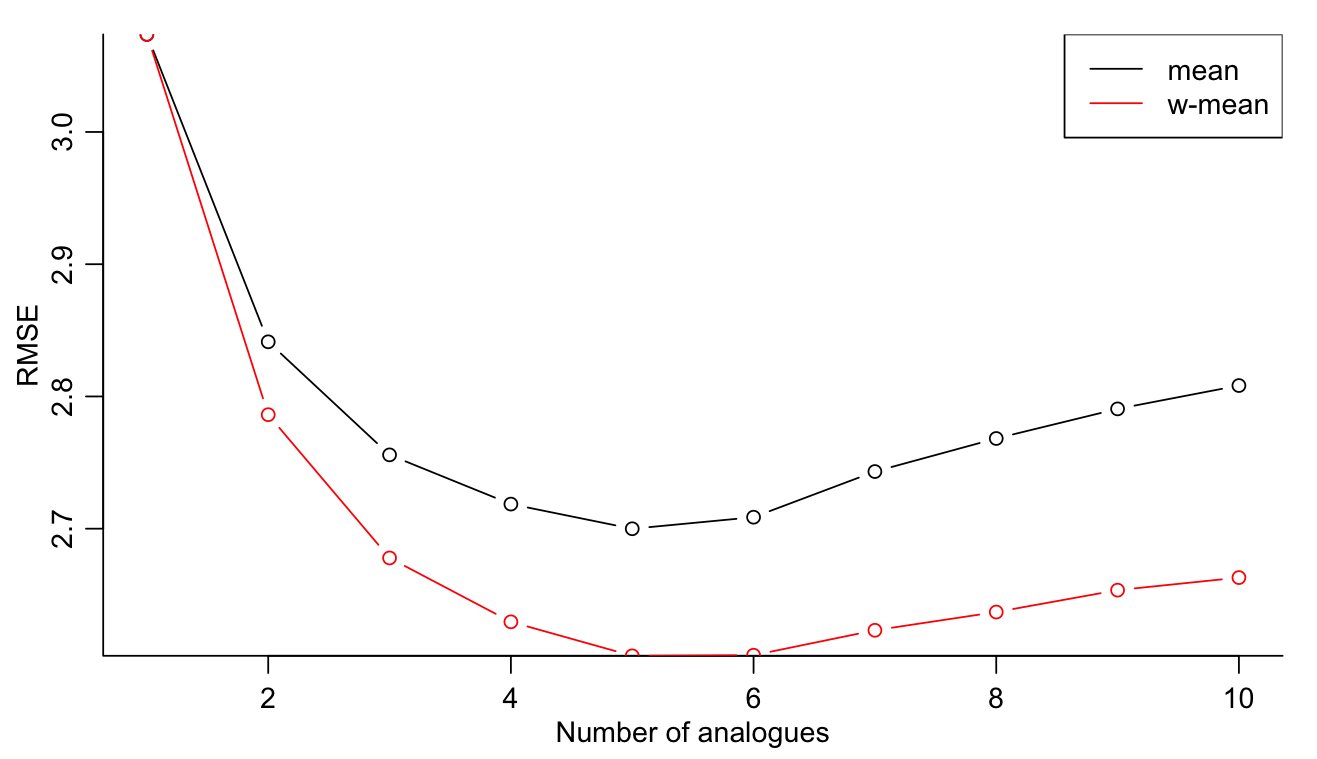 mean
w-mean
3.0
2.9
2.8
2.7
RMSE
2 4 6 8 10
Number of analogues